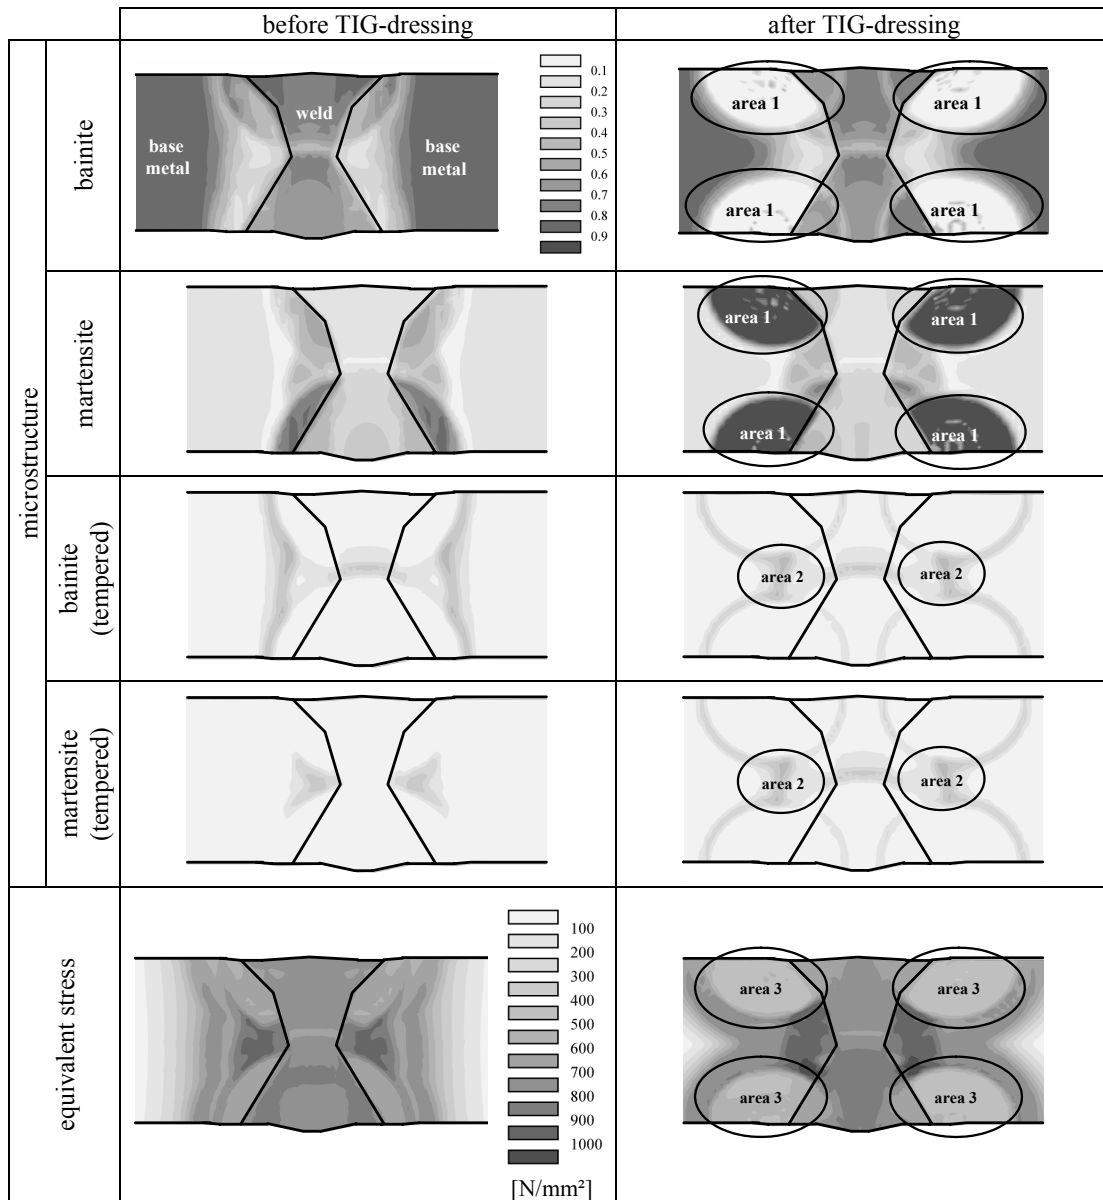 before TIG-dressing
after TIG-dressing
microstructure
bainite
base
metal
weld
base
metal
0.1
0.2
0.3
0.4
0.5
0.6
0.7
0.8
0.9
area 1
area 1
area 1
area 1
martensite
area 1
area 1
area 1
area 1
bainite
(tempered)
area 2
area 2
martensite
(tempered)
area 2
area 2
equivalent stress
100
200
300
400
500
600
700
800
900
1000
[N/mm²]
area 3
area 3
area 3
area 3